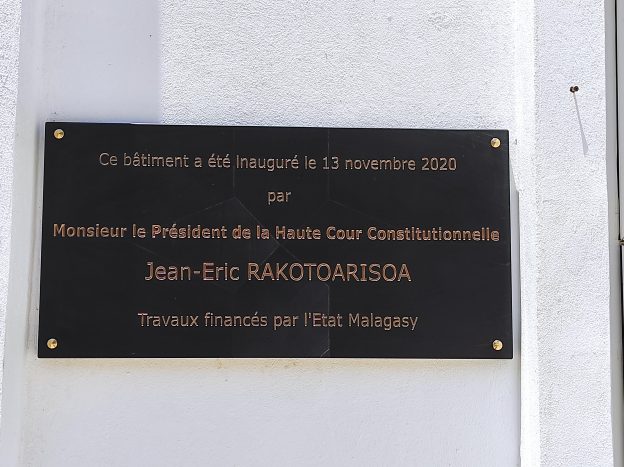 Ce bâtiment a été inauguré le 13 novembre 2020
par
Monsieur le Président de la Haute Cour Constitutionnelle
Jean-Eric RAKOTOARISOA
Travaux financés par l'Etat Malagasy